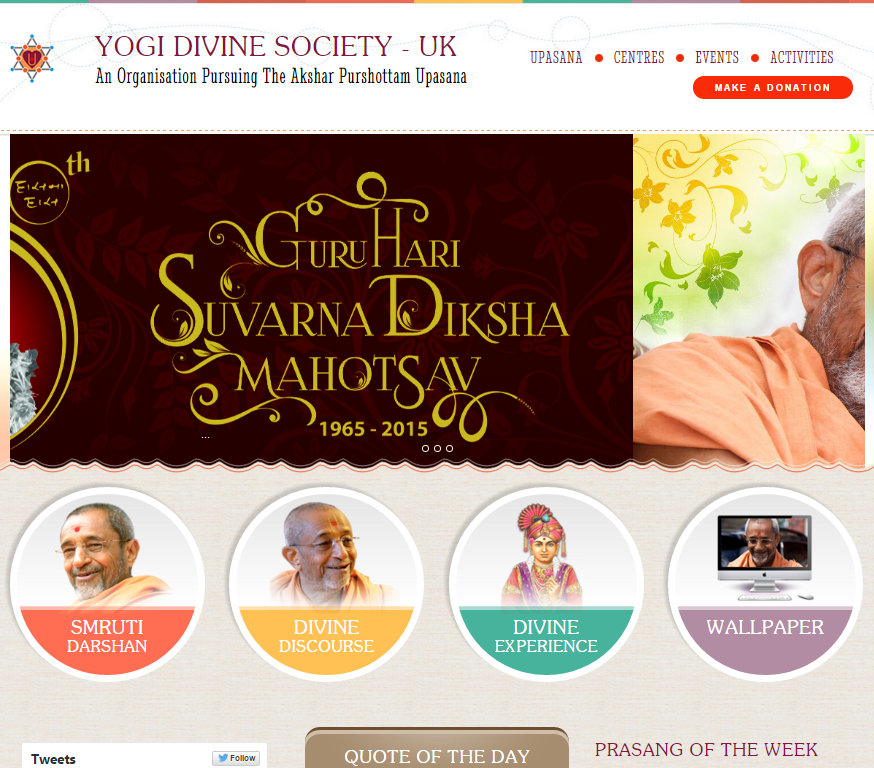 YOGI DIVINE SOCIETY - UK
An Organisation Pursuing The Akshar Purshottam Upasana
UPASANA
CENTRES
EVENTS
ACTIVITIES
MAKE A DONATION
th
GURU HARI
SUVARNA DIKSHA
MAHOTSAV
1965 - 2015
...
SMRUTI
DARSHAN
DIVINE
DISCOURSE
DIVINE
EXPERIENCE
WALLPAPER
Tweets
Follow
QUOTE OF THE DAY
PRASANG OF THE WEEK